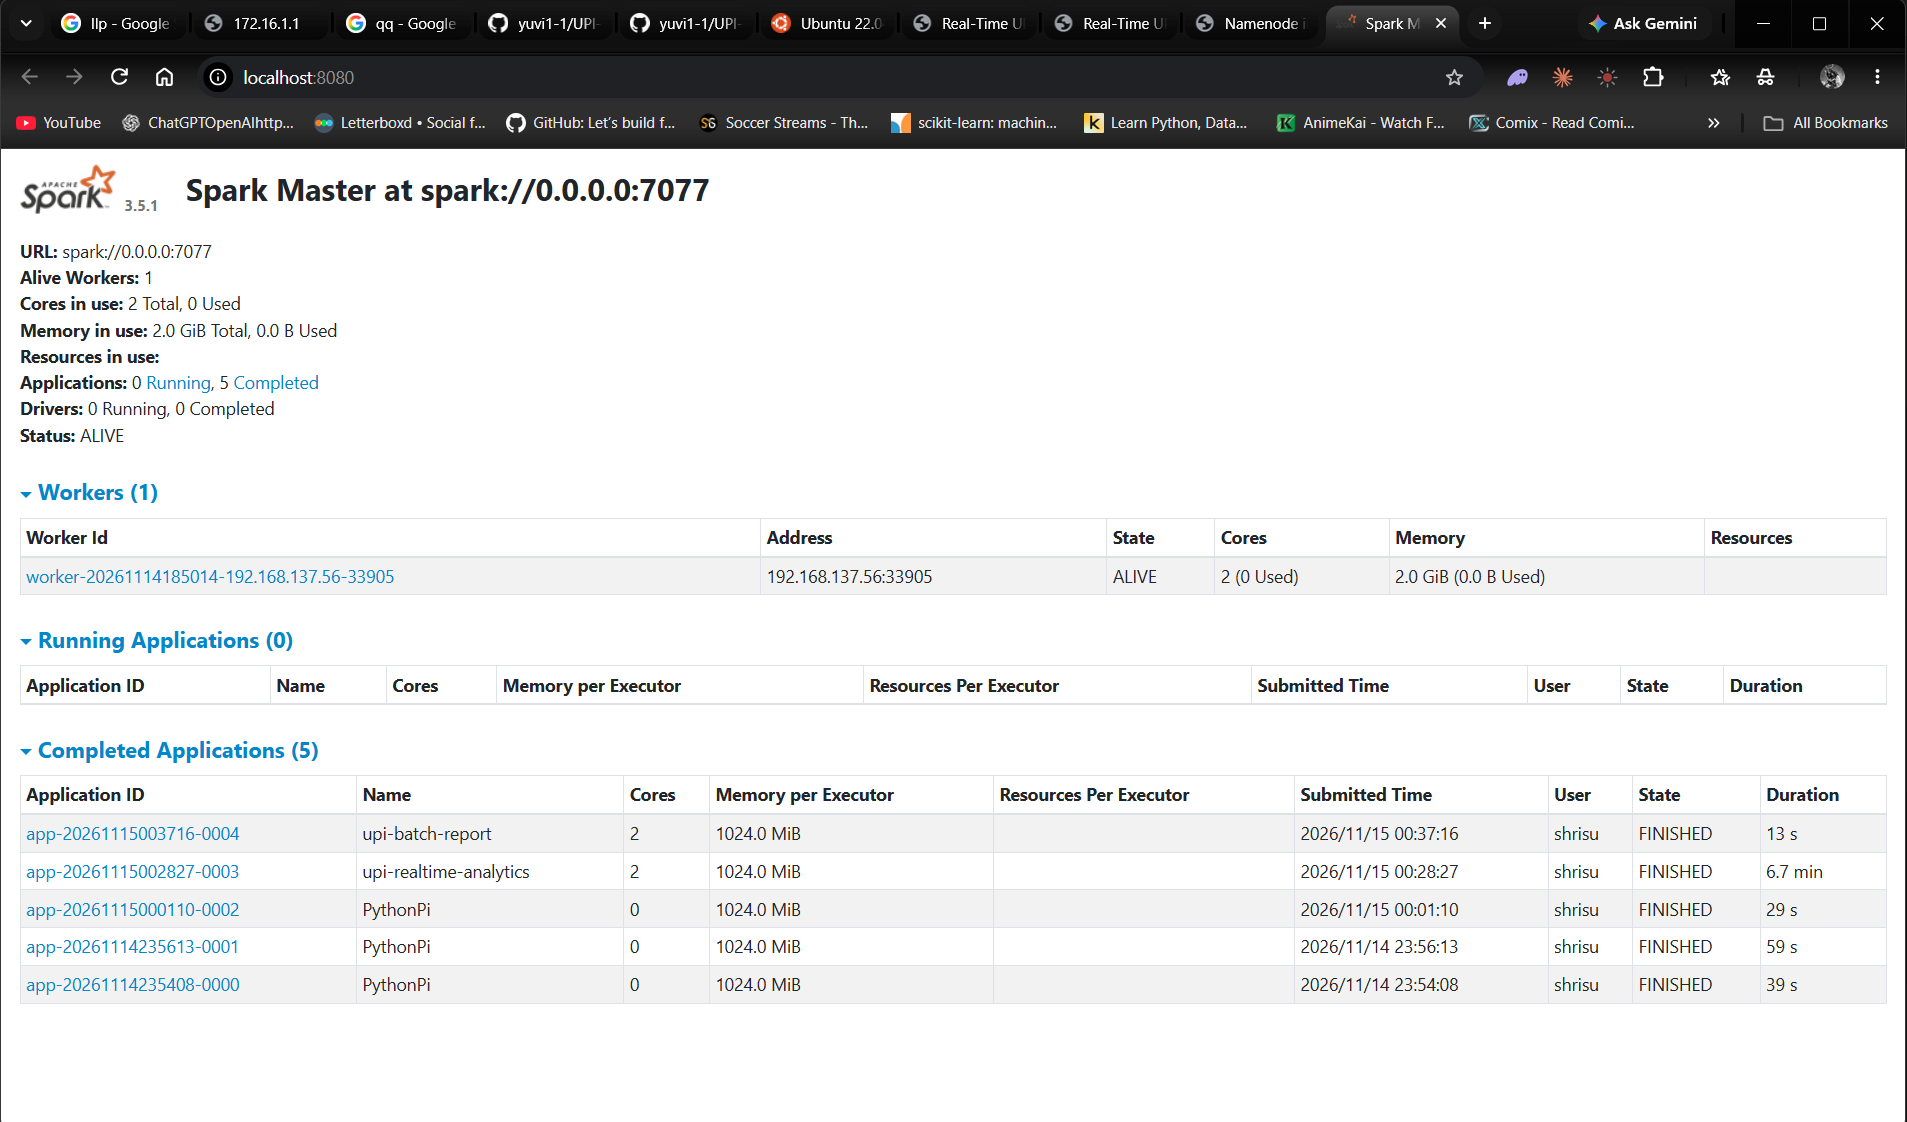 llp - Google
172.16.1.1
qq - Google
yuvi1-1/UPI-
yuvi1-1/UPI-
Ubuntu 22.0
Real-Time U
Real-Time U
Namenode i
Spark M
Ask Gemini
localhost:8080
YouTube
ChatGPTOpenAIhttp...
Letterboxd • Social f...
GitHub: Let's build f...
Soccer Streams - Th...
scikit-learn: machin...
Learn Python, Data...
AnimeKai - Watch F...
Comix - Read Comi...
All Bookmarks
APACHE Spark 3.5.1 Spark Master at spark://0.0.0.0:7077
URL: spark://0.0.0.0:7077
Alive Workers: 1
Cores in use: 2 Total, 0 Used
Memory in use: 2.0 GiB Total, 0.0 B Used
Resources in use:
Applications: 0 Running, 5 Completed
Drivers: 0 Running, 0 Completed
Status: ALIVE
Workers (1)
Worker Id Address State Cores Memory Resources
worker-20261114185014-192.168.137.56-33905 192.168.137.56:33905 ALIVE 2 (0 Used) 2.0 GiB (0.0 B Used)
Running Applications (0)
Application ID Name Cores Memory per Executor Resources Per Executor Submitted Time User State Duration
Completed Applications (5)
Application ID Name Cores Memory per Executor Resources Per Executor Submitted Time User State Duration
app-20261115003716-0004 upi-batch-report 2 1024.0 MiB 2026/11/15 00:37:16 shrisu FINISHED 13 s
app-20261115002827-0003 upi-realtime-analytics 2 1024.0 MiB 2026/11/15 00:28:27 shrisu FINISHED 6.7 min
app-20261115000110-0002 PythonPi 0 1024.0 MiB 2026/11/15 00:01:10 shrisu FINISHED 29 s
app-20261114235613-0001 PythonPi 0 1024.0 MiB 2026/11/14 23:56:13 shrisu FINISHED 59 s
app-20261114235408-0000 PythonPi 0 1024.0 MiB 2026/11/14 23:54:08 shrisu FINISHED 39 s